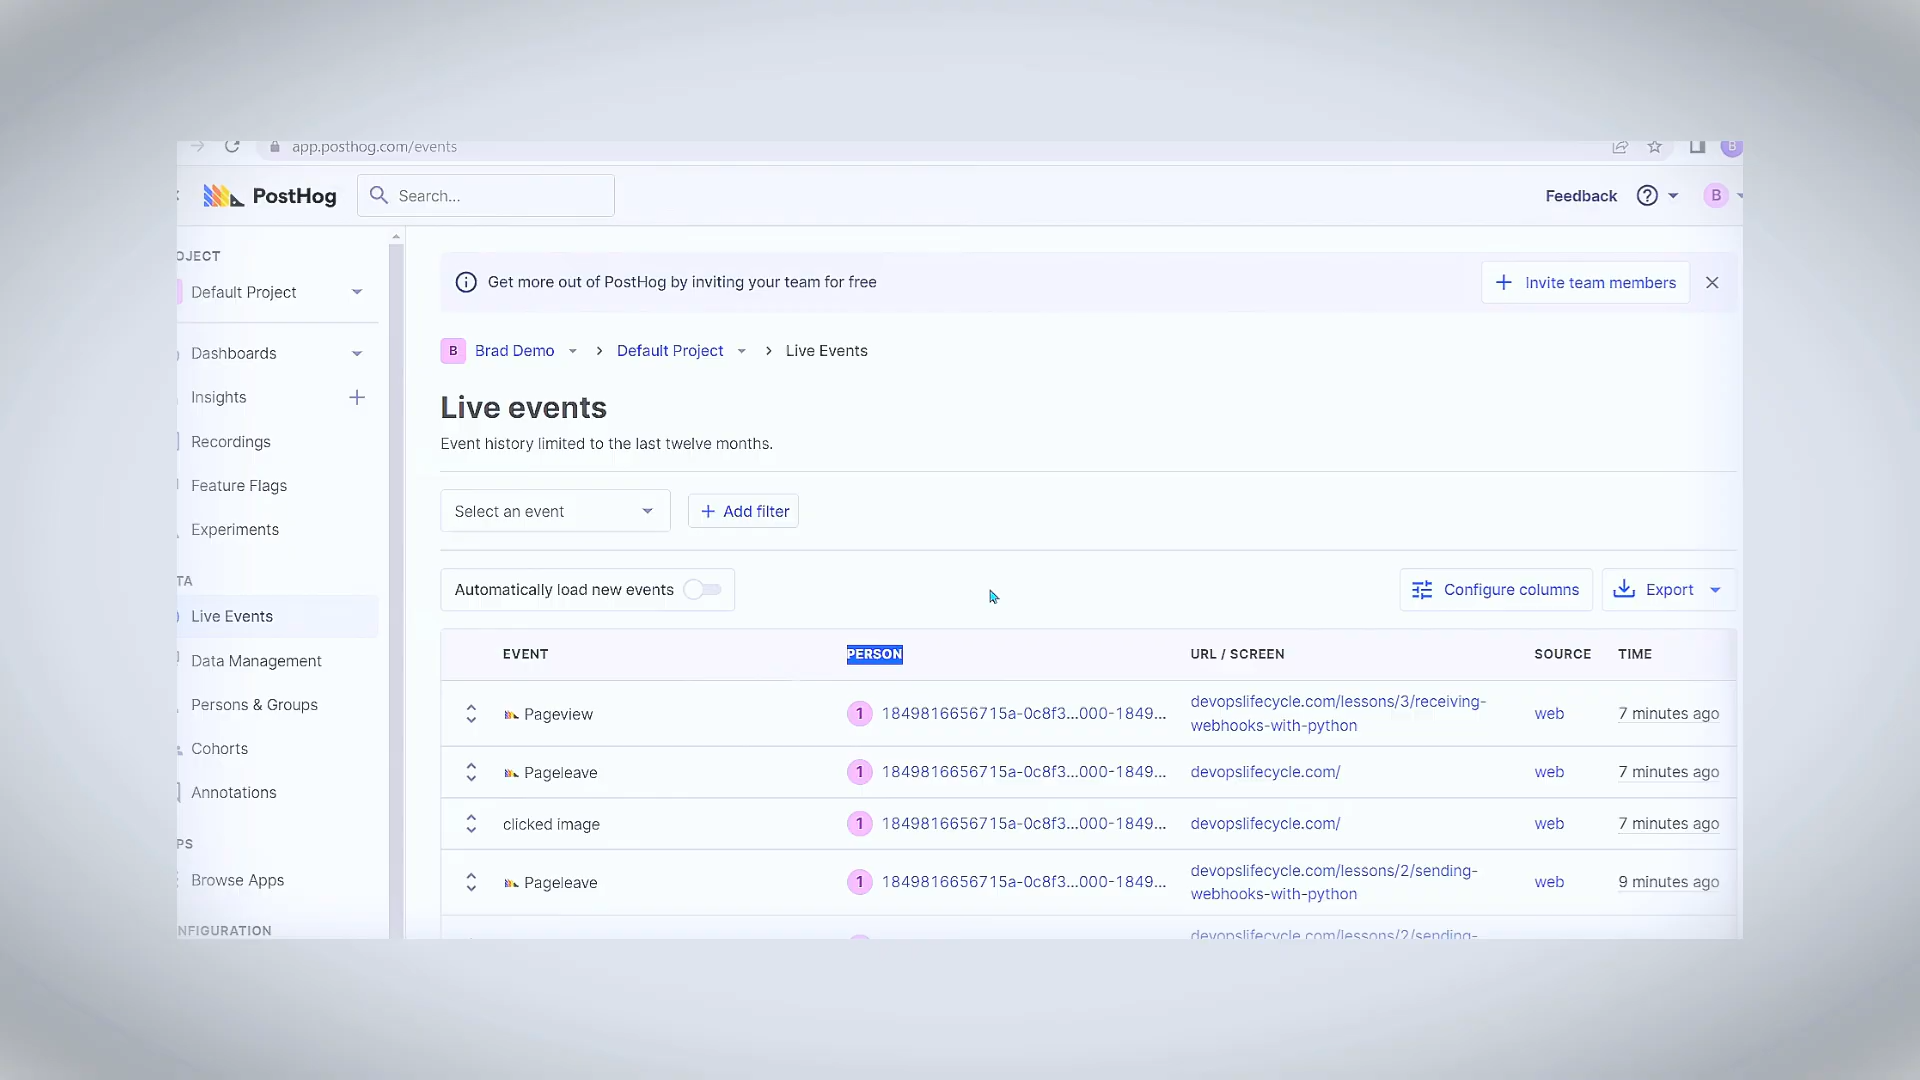 app.posthog.com/events
B
PostHog
Search...
Feedback
B
OJECT
Default Project
Dashboards
Insights
Recordings
Feature Flags
Experiments
TA
Live Events
Data Management
Persons & Groups
Cohorts
Annotations
PS
Browse Apps
NFIGURATION
Get more out of PostHog by inviting your team for free
Invite team members
B Brad Demo > Default Project > Live Events
Live events
Event history limited to the last twelve months.
Select an event
+ Add filter
Automatically load new events
Configure columns
Export
EVENT PERSON URL / SCREEN SOURCE TIME
Pageview 1 1849816656715a-0c8f3...000-1849... devopslifecycle.com/lessons/3/receiving- web 7 minutes ago
webhooks-with-python
Pageleave 1 1849816656715a-0c8f3...000-1849... devopslifecycle.com/ web 7 minutes ago
clicked image 1 1849816656715a-0c8f3...000-1849... devopslifecycle.com/ web 7 minutes ago
Pageleave 1 1849816656715a-0c8f3...000-1849... devopslifecycle.com/lessons/2/sending- web 9 minutes ago
webhooks-with-python
devopslifecycle.com/lessons/2/sending-